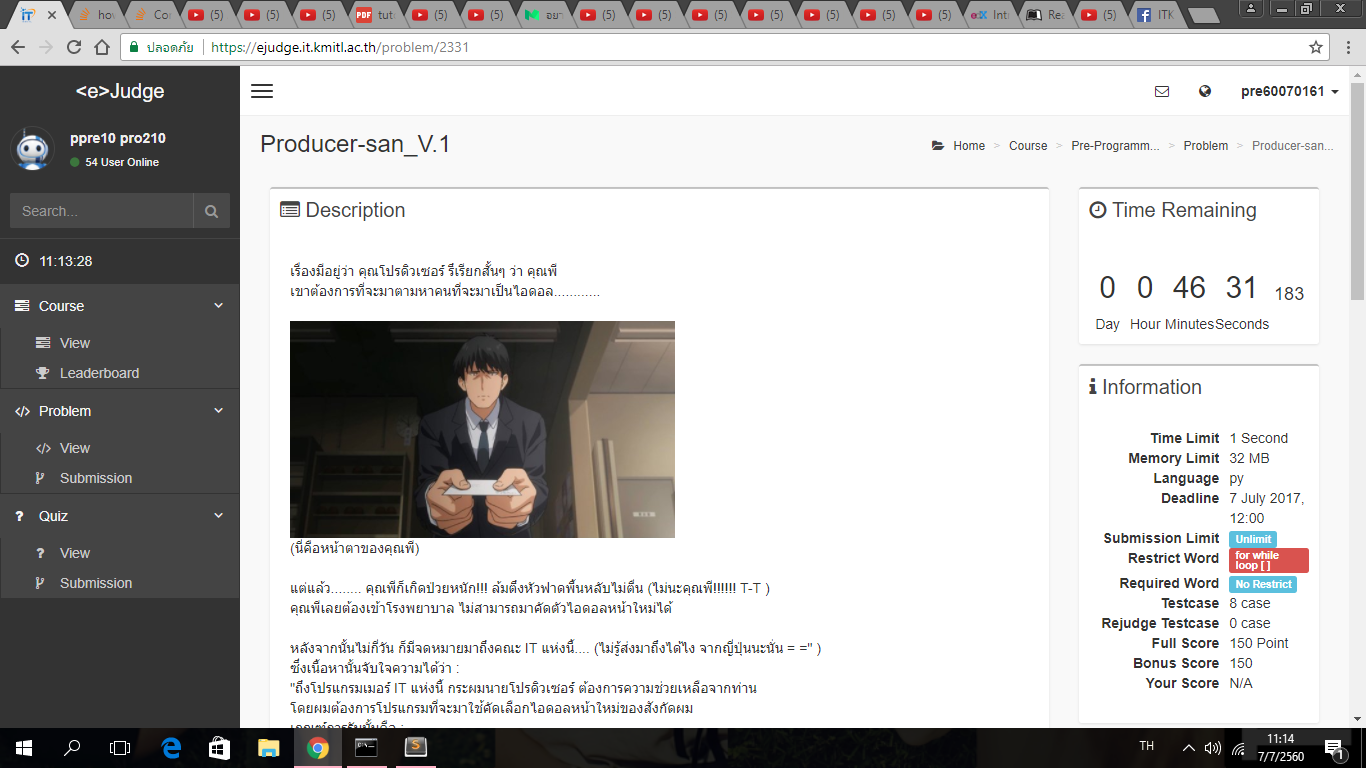 (5)
(5)
(5)
PDF tut
(5)
(5)
(5)
(5)
(5)
(5)
(5)
(5)
(5)
(5)
ITK
ปลอดภัย https://ejudge.it.kmitl.ac.th/problem/2331
<e>Judge
pre60070161
ppre10 pro210
54 User Online
Search...
11:13:28
Course
View
Leaderboard
Problem
View
Submission
Quiz
View
Submission
Producer-san_V.1
Home > Course > Pre-Programm... > Problem > Producer-san...
Description
เรื่องมีอยู่ว่า คุณโปรดิวเซอร์ รึเรียกสั้นๆ ว่า คุณพี
เขาต้องการที่จะมาตามหาคนที่จะมาเป็นไอดอล............
(นี่คือหน้าตาของคุณพี)
แต่แล้ว........ คุณพีก็เกิดป่วยหนัก!!! ล้มตึงหัวฟาดพื้นหลับไม่ตื่น (ไม่นะคุณพี!!!!!! T-T )
คุณพีเลยต้องเข้าโรงพยาบาล ไม่สามารถมาคัดตัวไอดอลหน้าใหม่ได้
หลังจากนั้นไม่กี่วัน ก็มีจดหมายมาถึงคณะ IT แห่งนี้.... (ไม่รู้ส่งมาถึงได้ไง จากญี่ปุ่นนะนั่น = =" )
ซึ่งเนื้อหานั้นจับใจความได้ว่า :
"ถึงโปรแกรมเมอร์ IT แห่งนี้ กระผมนายโปรดิวเซอร์ ต้องการความช่วยเหลือจากท่าน
โดยผมต้องการโปรแกรมที่จะมาใช้คัดเลือกไอดอลหน้าใหม่ของสังกัดผม
Time Remaining
0 0 46 31 183
Day Hour Minutes Seconds
Information
Time Limit 1 Second
Memory Limit 32 MB
Language py
Deadline 7 July 2017,
12:00
Submission Limit Unlimit
Restrict Word for while
loop [ ]
Required Word No Restrict
Testcase 8 case
Rejudge Testcase 0 case
Full Score 150 Point
Bonus Score 150
Your Score N/A
TH
11:14
7/7/2560
1